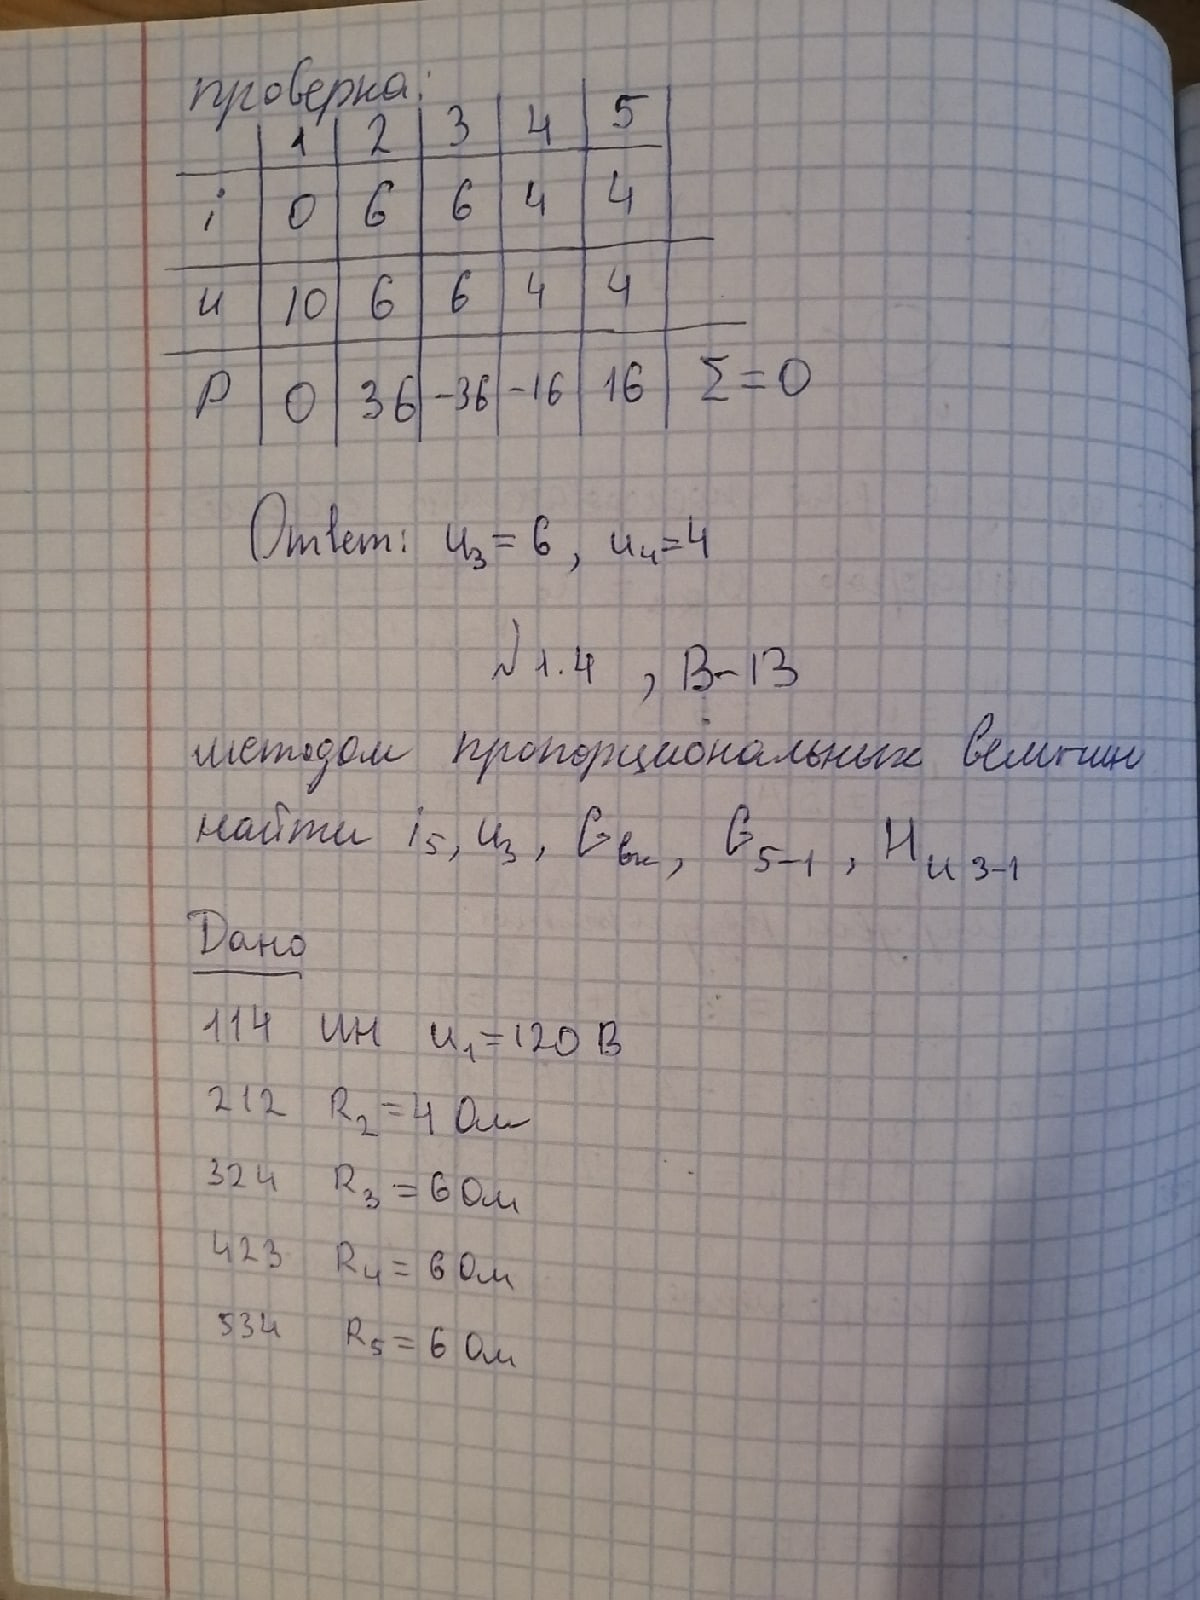 проверка:
1 2 3 4 5
i 0 6 6 4 4
u 10 6 6 4 4
P 0 36 -36 -16 16 Σ=0
Ответ: u₃=6, u₄=4
№1.4, В-13
методом пропорциональных величин
найти i₅, u₃, Gвх, G₅₋₁, Hu 3-1
Дано
114 ИН u₁=120 В
212 R₂=4 Ом
324 R₃=6 Ом
423 R₄=6 Ом
534 R₅=6 Ом